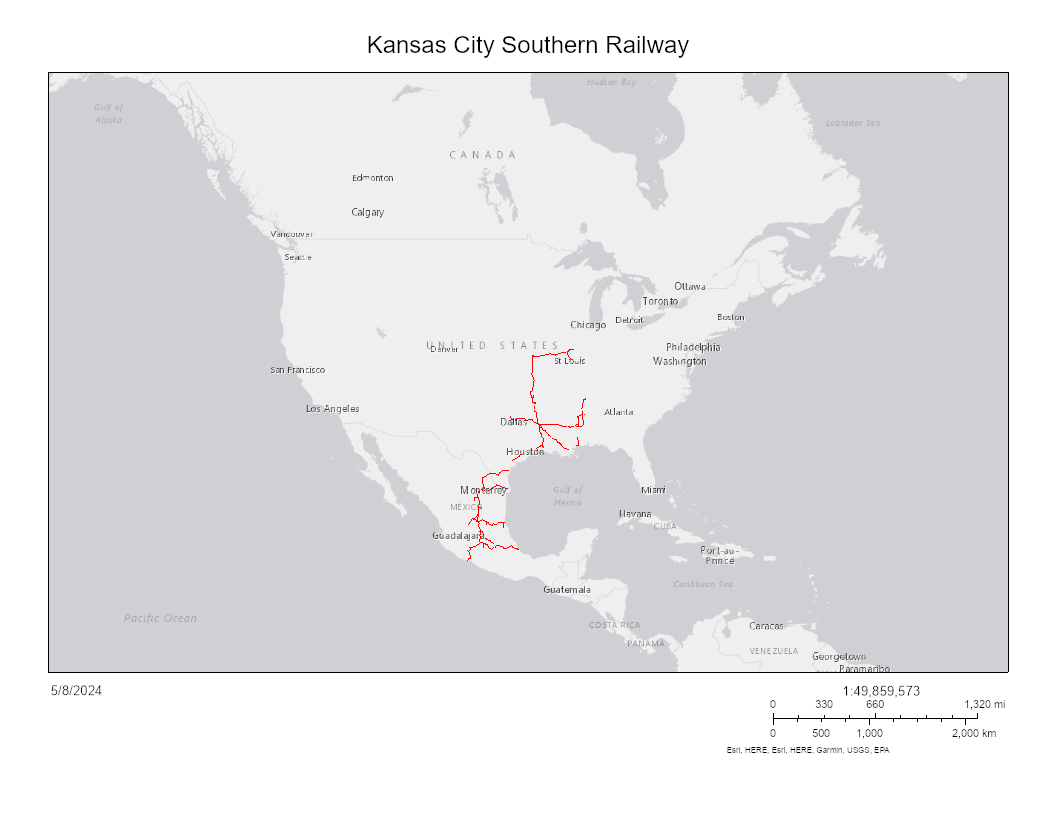 Kansas City Southern Railway
Hudson Bay
Gulf of
Alaska
Labrador Sea
CANADA
Edmonton
Calgary
Vancouver
Seattle
Ottawa
Toronto
Boston
Detroit
Chicago
UNITED STATES
Denver
Philadelphia
Washington
St Louis
San Francisco
Los Angeles
Atlanta
Dallas
Houston
Monterrey
Gulf of
Mexico
Miami
MÉXICO
Havana
CUBA
Guadalajara
Port-au-
Prince
Caribbean Sea
Guatemala
Pacific Ocean
COSTA RICA
Caracas
PANAMA
VENEZUELA
Georgetown
Paramaribo
5/8/2024
1:49,859,573
0 330 660 1,320 mi
0 500 1,000 2,000 km
Esri, HERE, Esri, HERE, Garmin, USGS, EPA